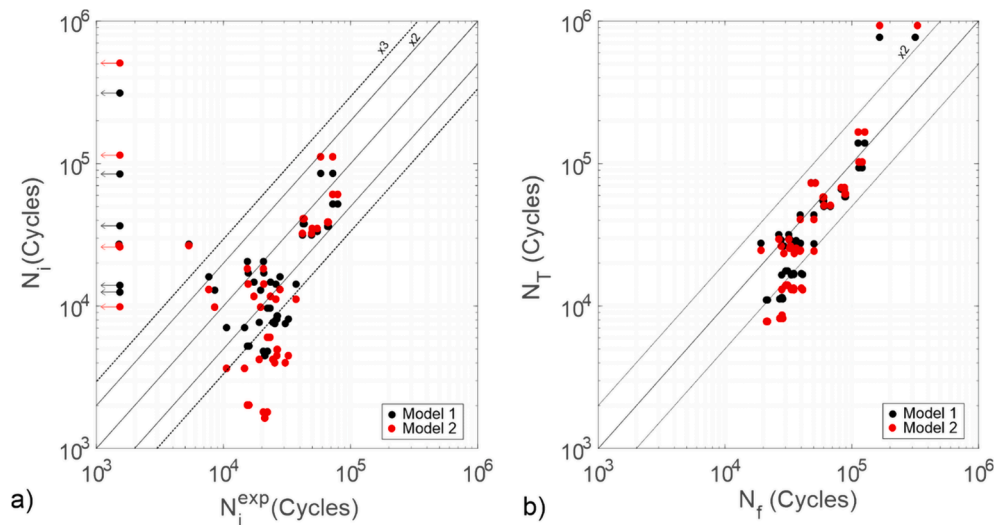 10^6
10^5
10^4
10^3
N_i(Cycles)
x3
x2
Model 1
Model 2
10^3 10^4 10^5 10^6
N_i^exp(Cycles)
a)
10^6
10^5
10^4
10^3
N_T (Cycles)
x2
Model 1
Model 2
10^3 10^4 10^5 10^6
N_f (Cycles)
b)